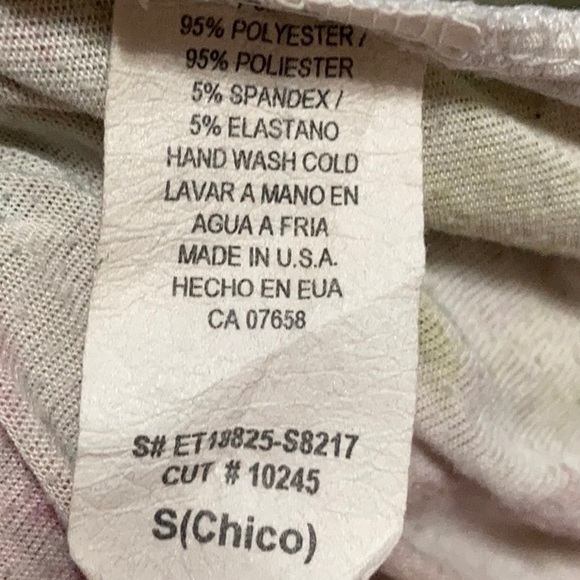 95% POLYESTER /
95% POLIESTER
5% SPANDEX /
5% ELASTANO
HAND WASH COLD
LAVAR A MANO EN
AGUA A FRIA
MADE IN U.S.A.
HECHO EN EUA
CA 07658
S# ET18825-S8217
CUT # 10245
S(Chico)